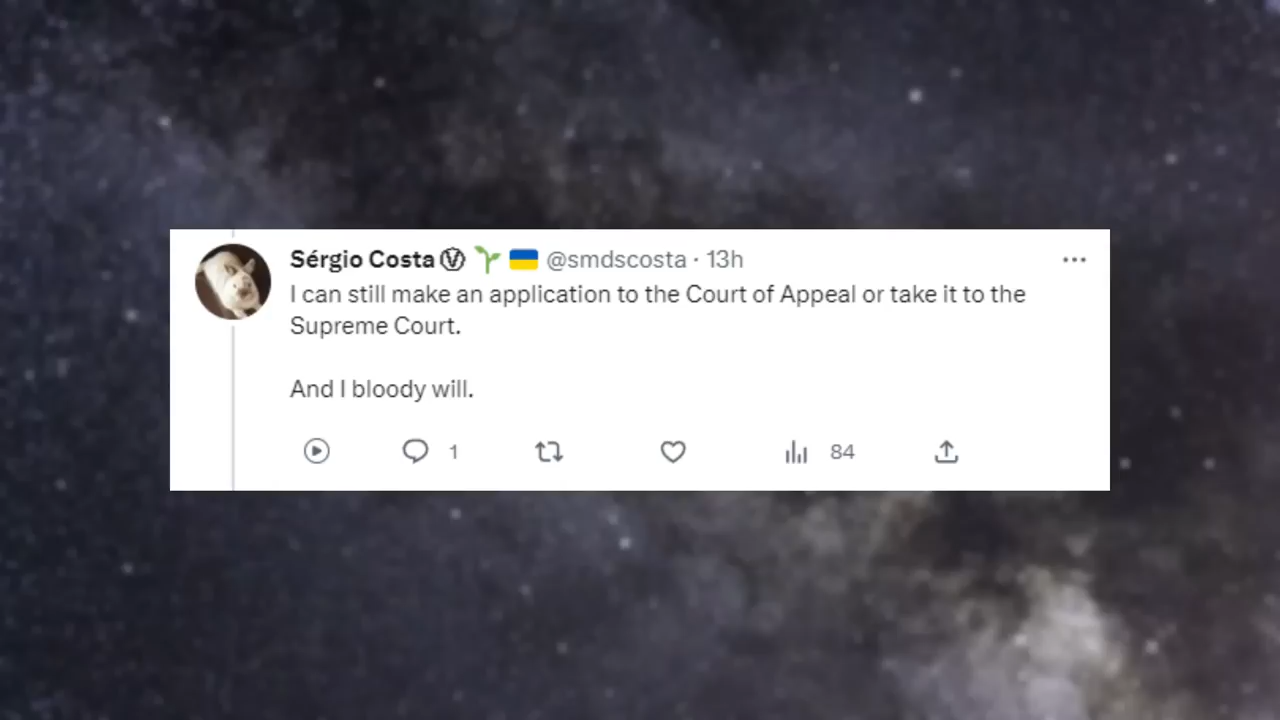 Sérgio Costa Ⓥ 🌱 🇺🇦 @smdscosta · 13h
I can still make an application to the Court of Appeal or take it to the
Supreme Court.
And I bloody will.
1 84